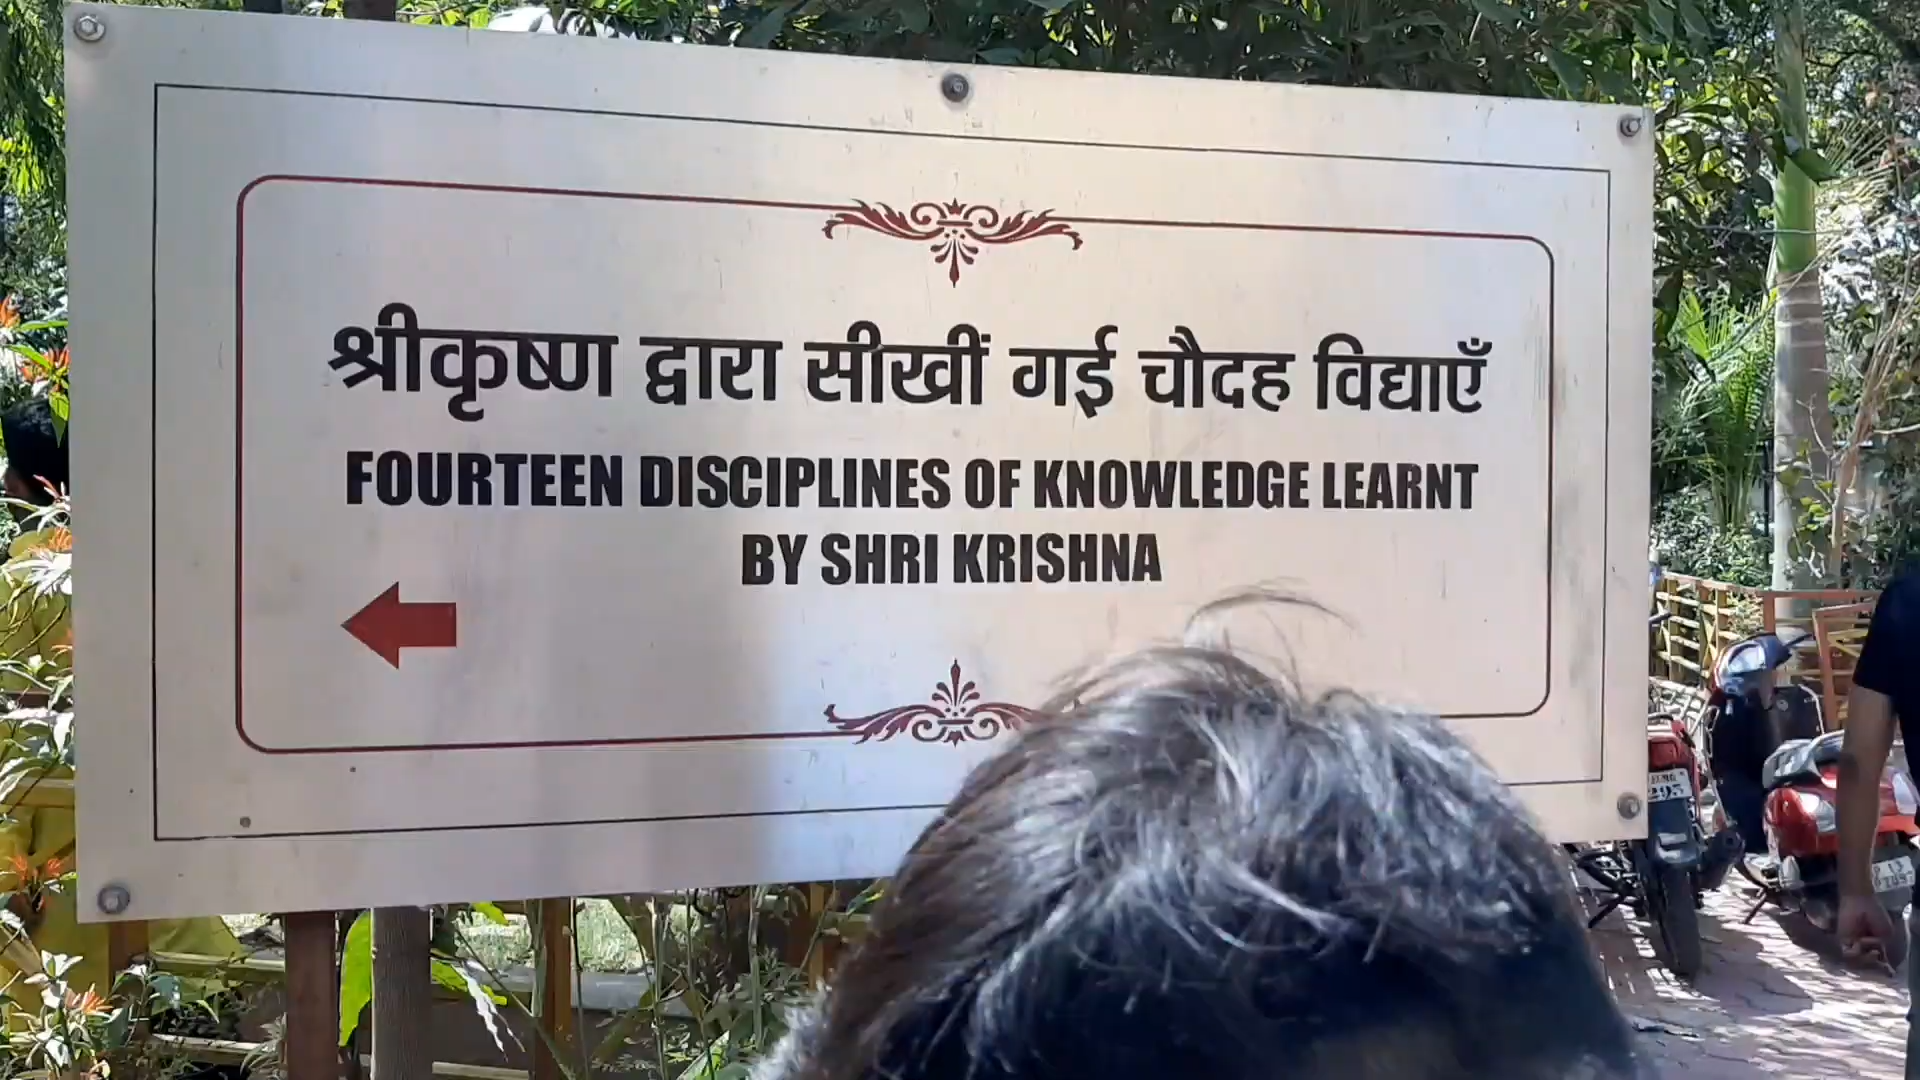 श्रीकृष्ण द्वारा सीखीं गई चौदह विद्याएँ
FOURTEEN DISCIPLINES OF KNOWLEDGE LEARNT
BY SHRI KRISHNA